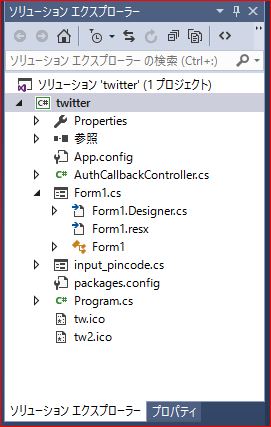 ソリューション エクスプローラー
ソリューション エクスプローラー の検索 (Ctrl+:)
ソリューション 'twitter' (1 プロジェクト)
C# twitter
Properties
参照
App.config
C# AuthCallbackController.cs
Form1.cs
Form1.Designer.cs
Form1.resx
Form1
input_pincode.cs
packages.config
C# Program.cs
tw.ico
tw2.ico
ソリューション エクスプローラー プロパティ